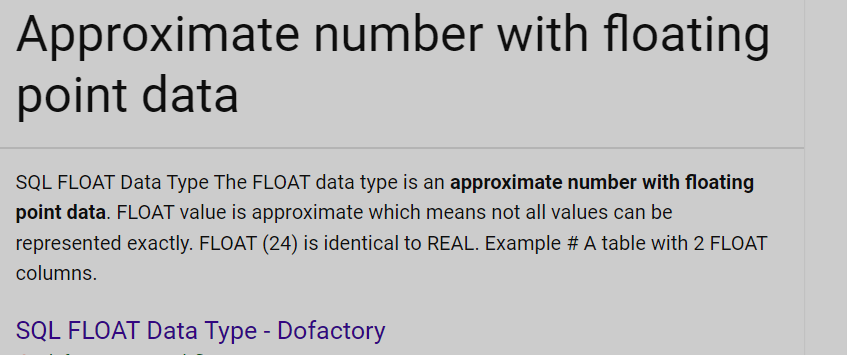 Approximate number with floating
point data
SQL FLOAT Data Type The FLOAT data type is an approximate number with floating
point data. FLOAT value is approximate which means not all values can be
represented exactly. FLOAT (24) is identical to REAL. Example # A table with 2 FLOAT
columns.
SQL FLOAT Data Type - Dofactory